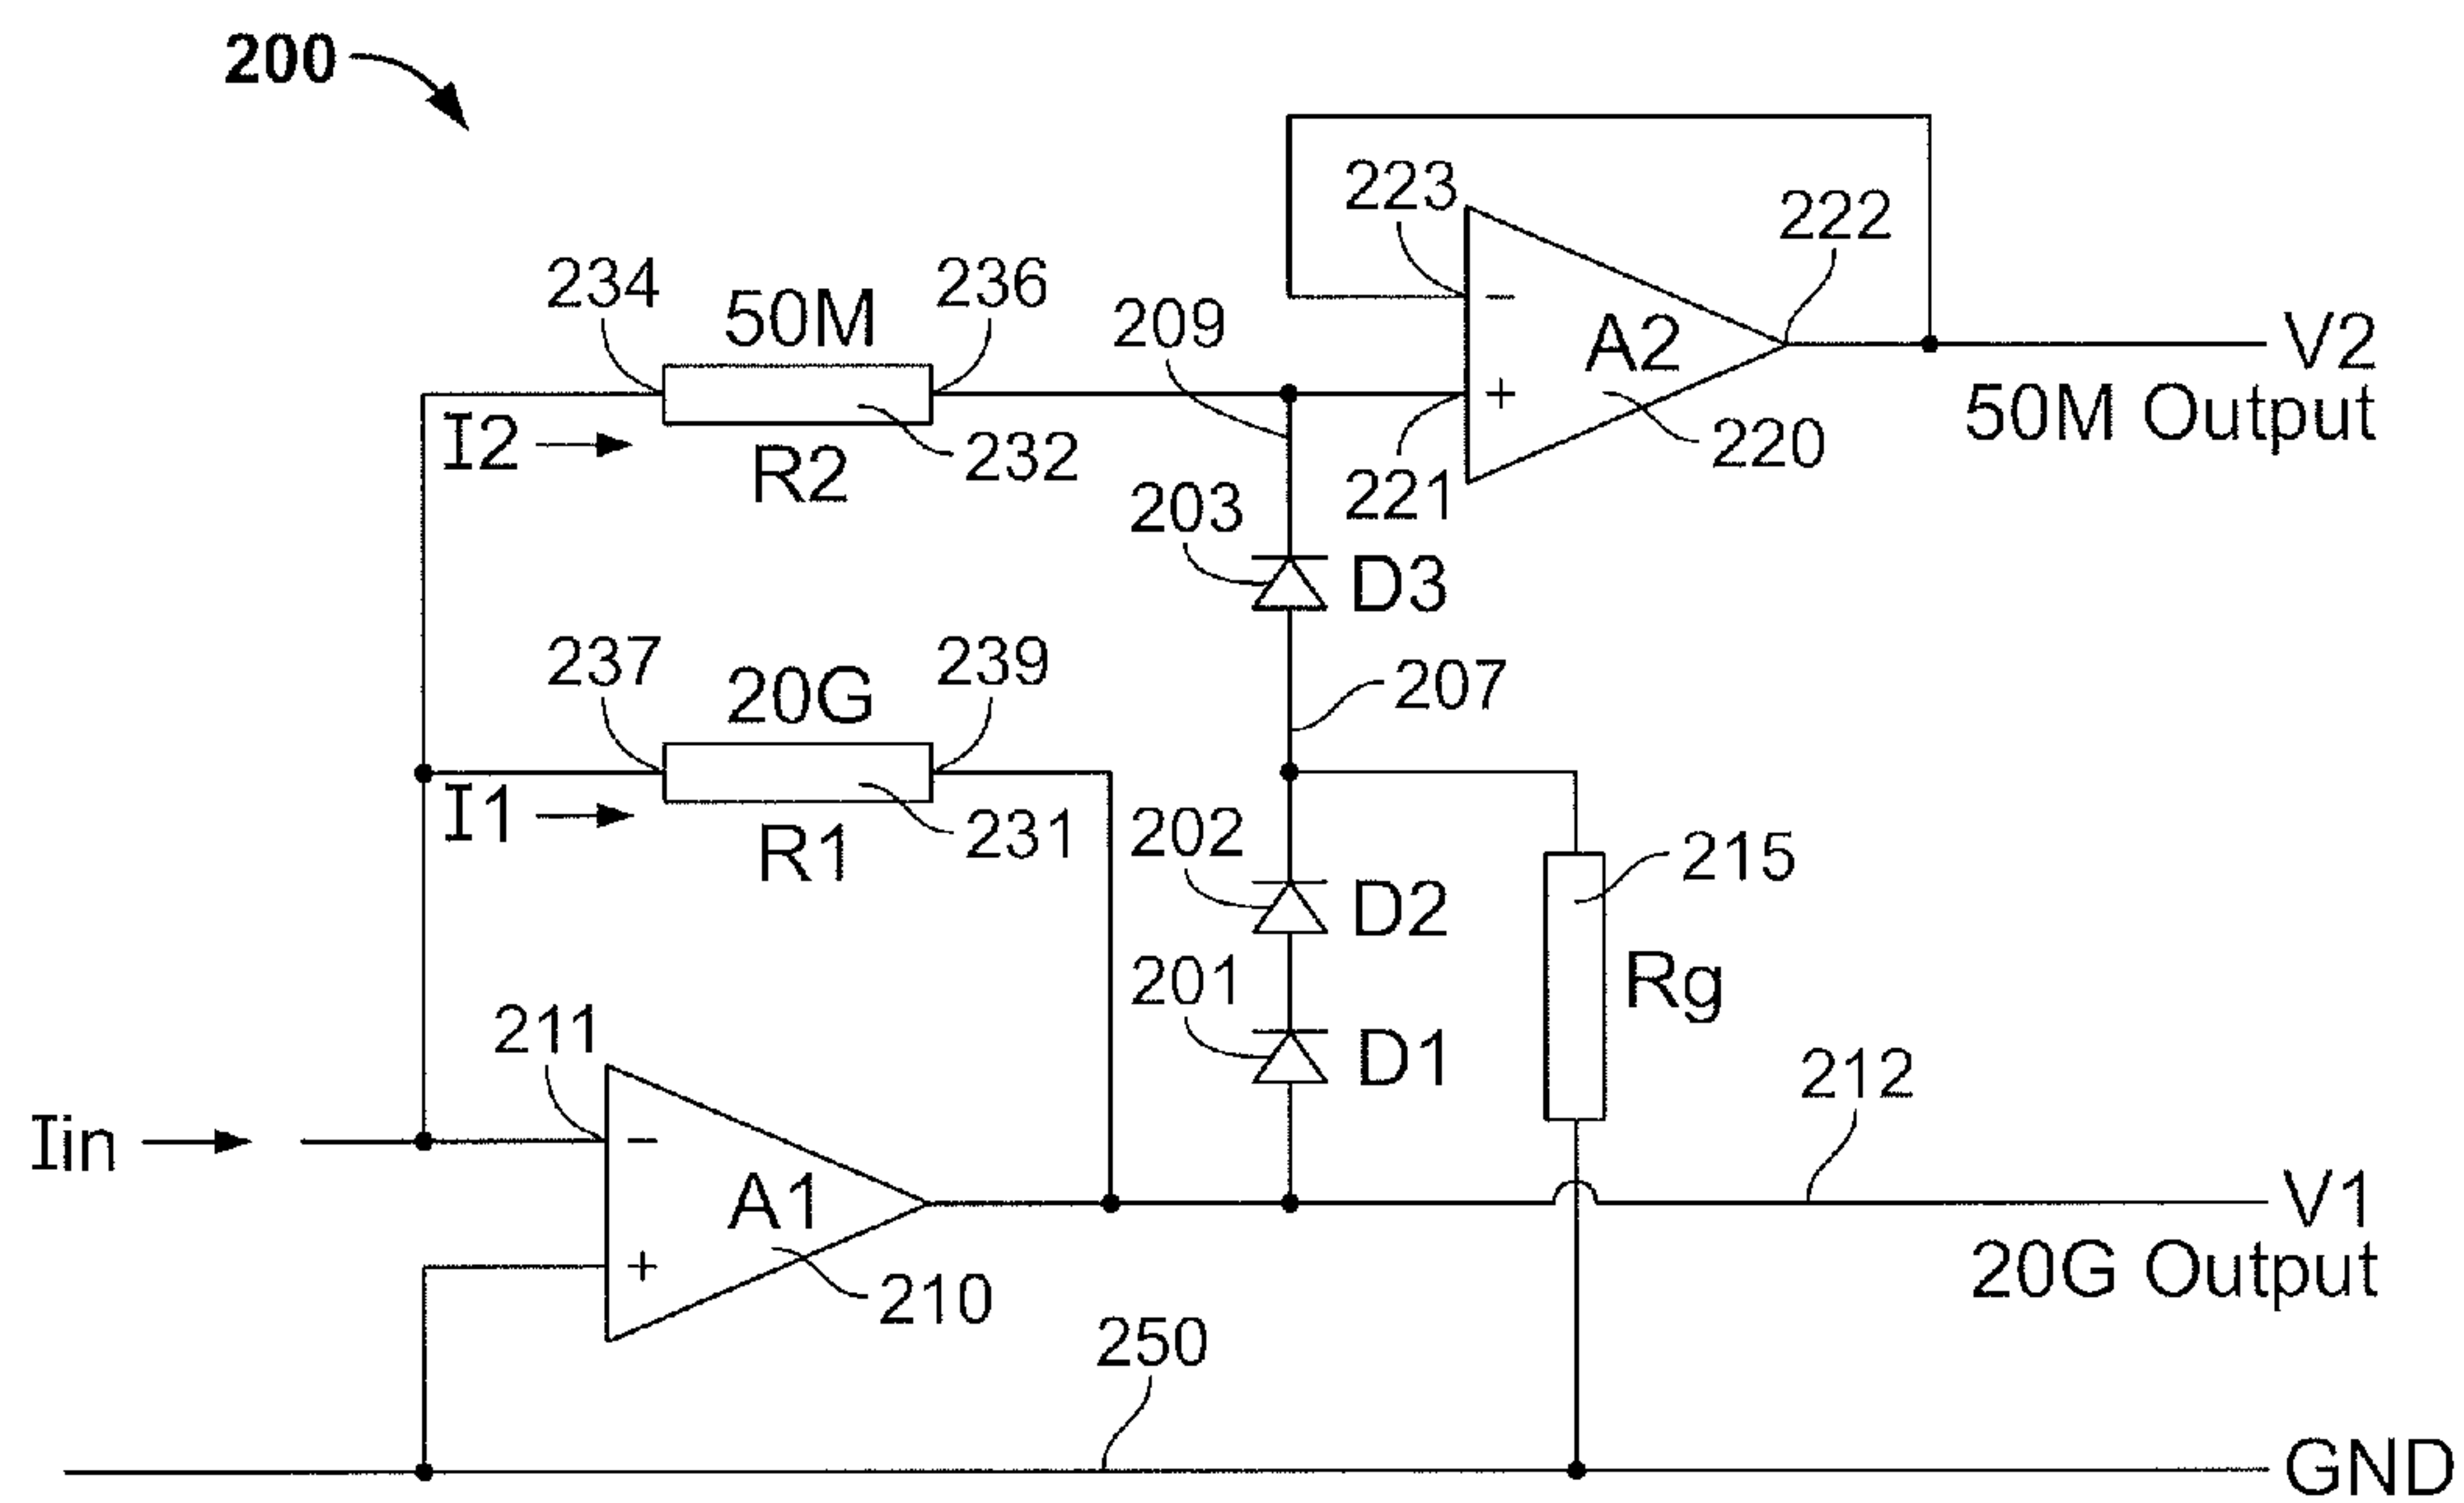 200
223
222
234
50M
236
209
A2
V2
50M Output
I2
232
R2
220
221
203
D3
237
20G
239
207
I1
231
R1
202
D2
215
201
D1
Rg
211
212
Iin
−
A1
+
210
V1
20G Output
250
GND
−
+